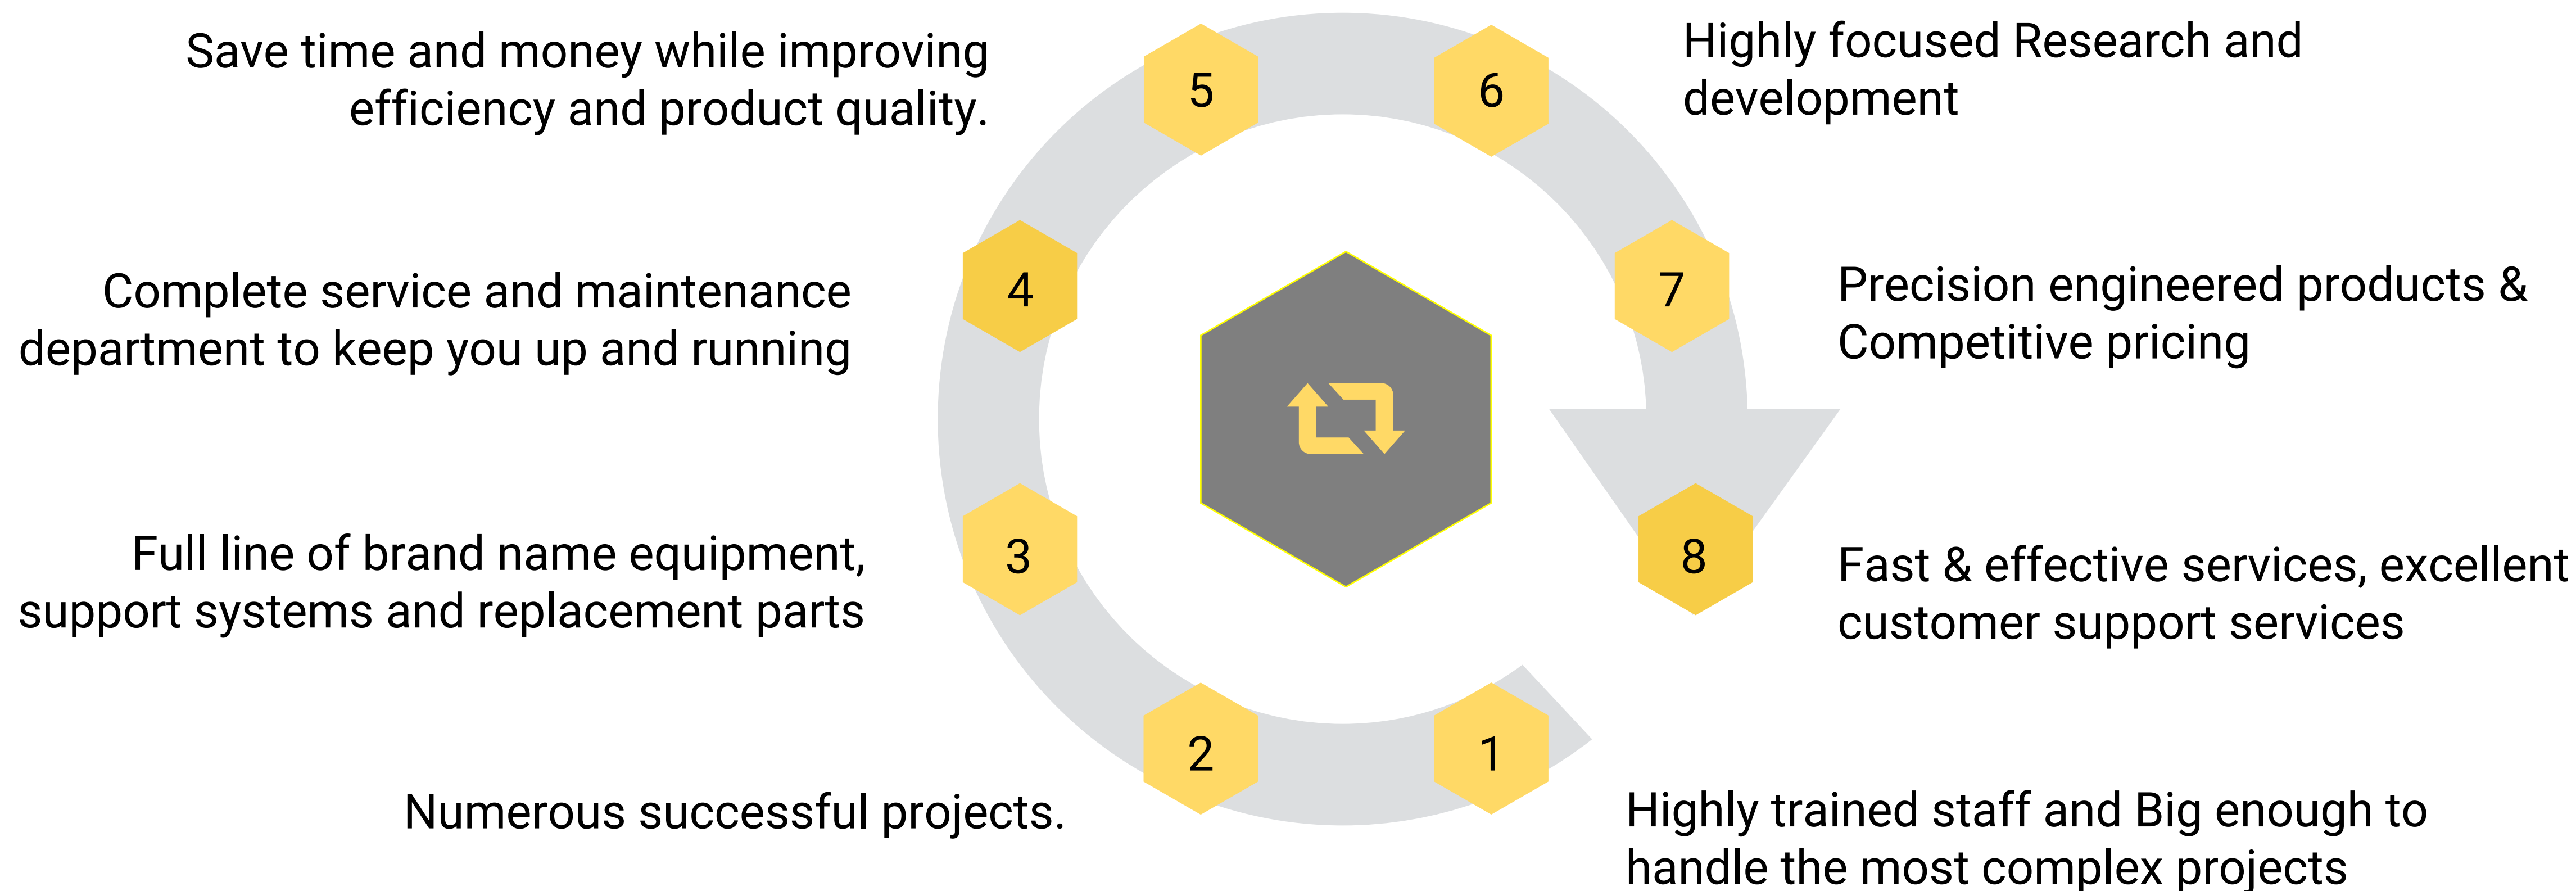 Save time and money while improving
efficiency and product quality.
5
6
Highly focused Research and
development
Complete service and maintenance
department to keep you up and running
4
7
Precision engineered products &
Competitive pricing
Full line of brand name equipment,
support systems and replacement parts
3
8
Fast & effective services, excellent
customer support services
Numerous successful projects.
2
1
Highly trained staff and Big enough to
handle the most complex projects